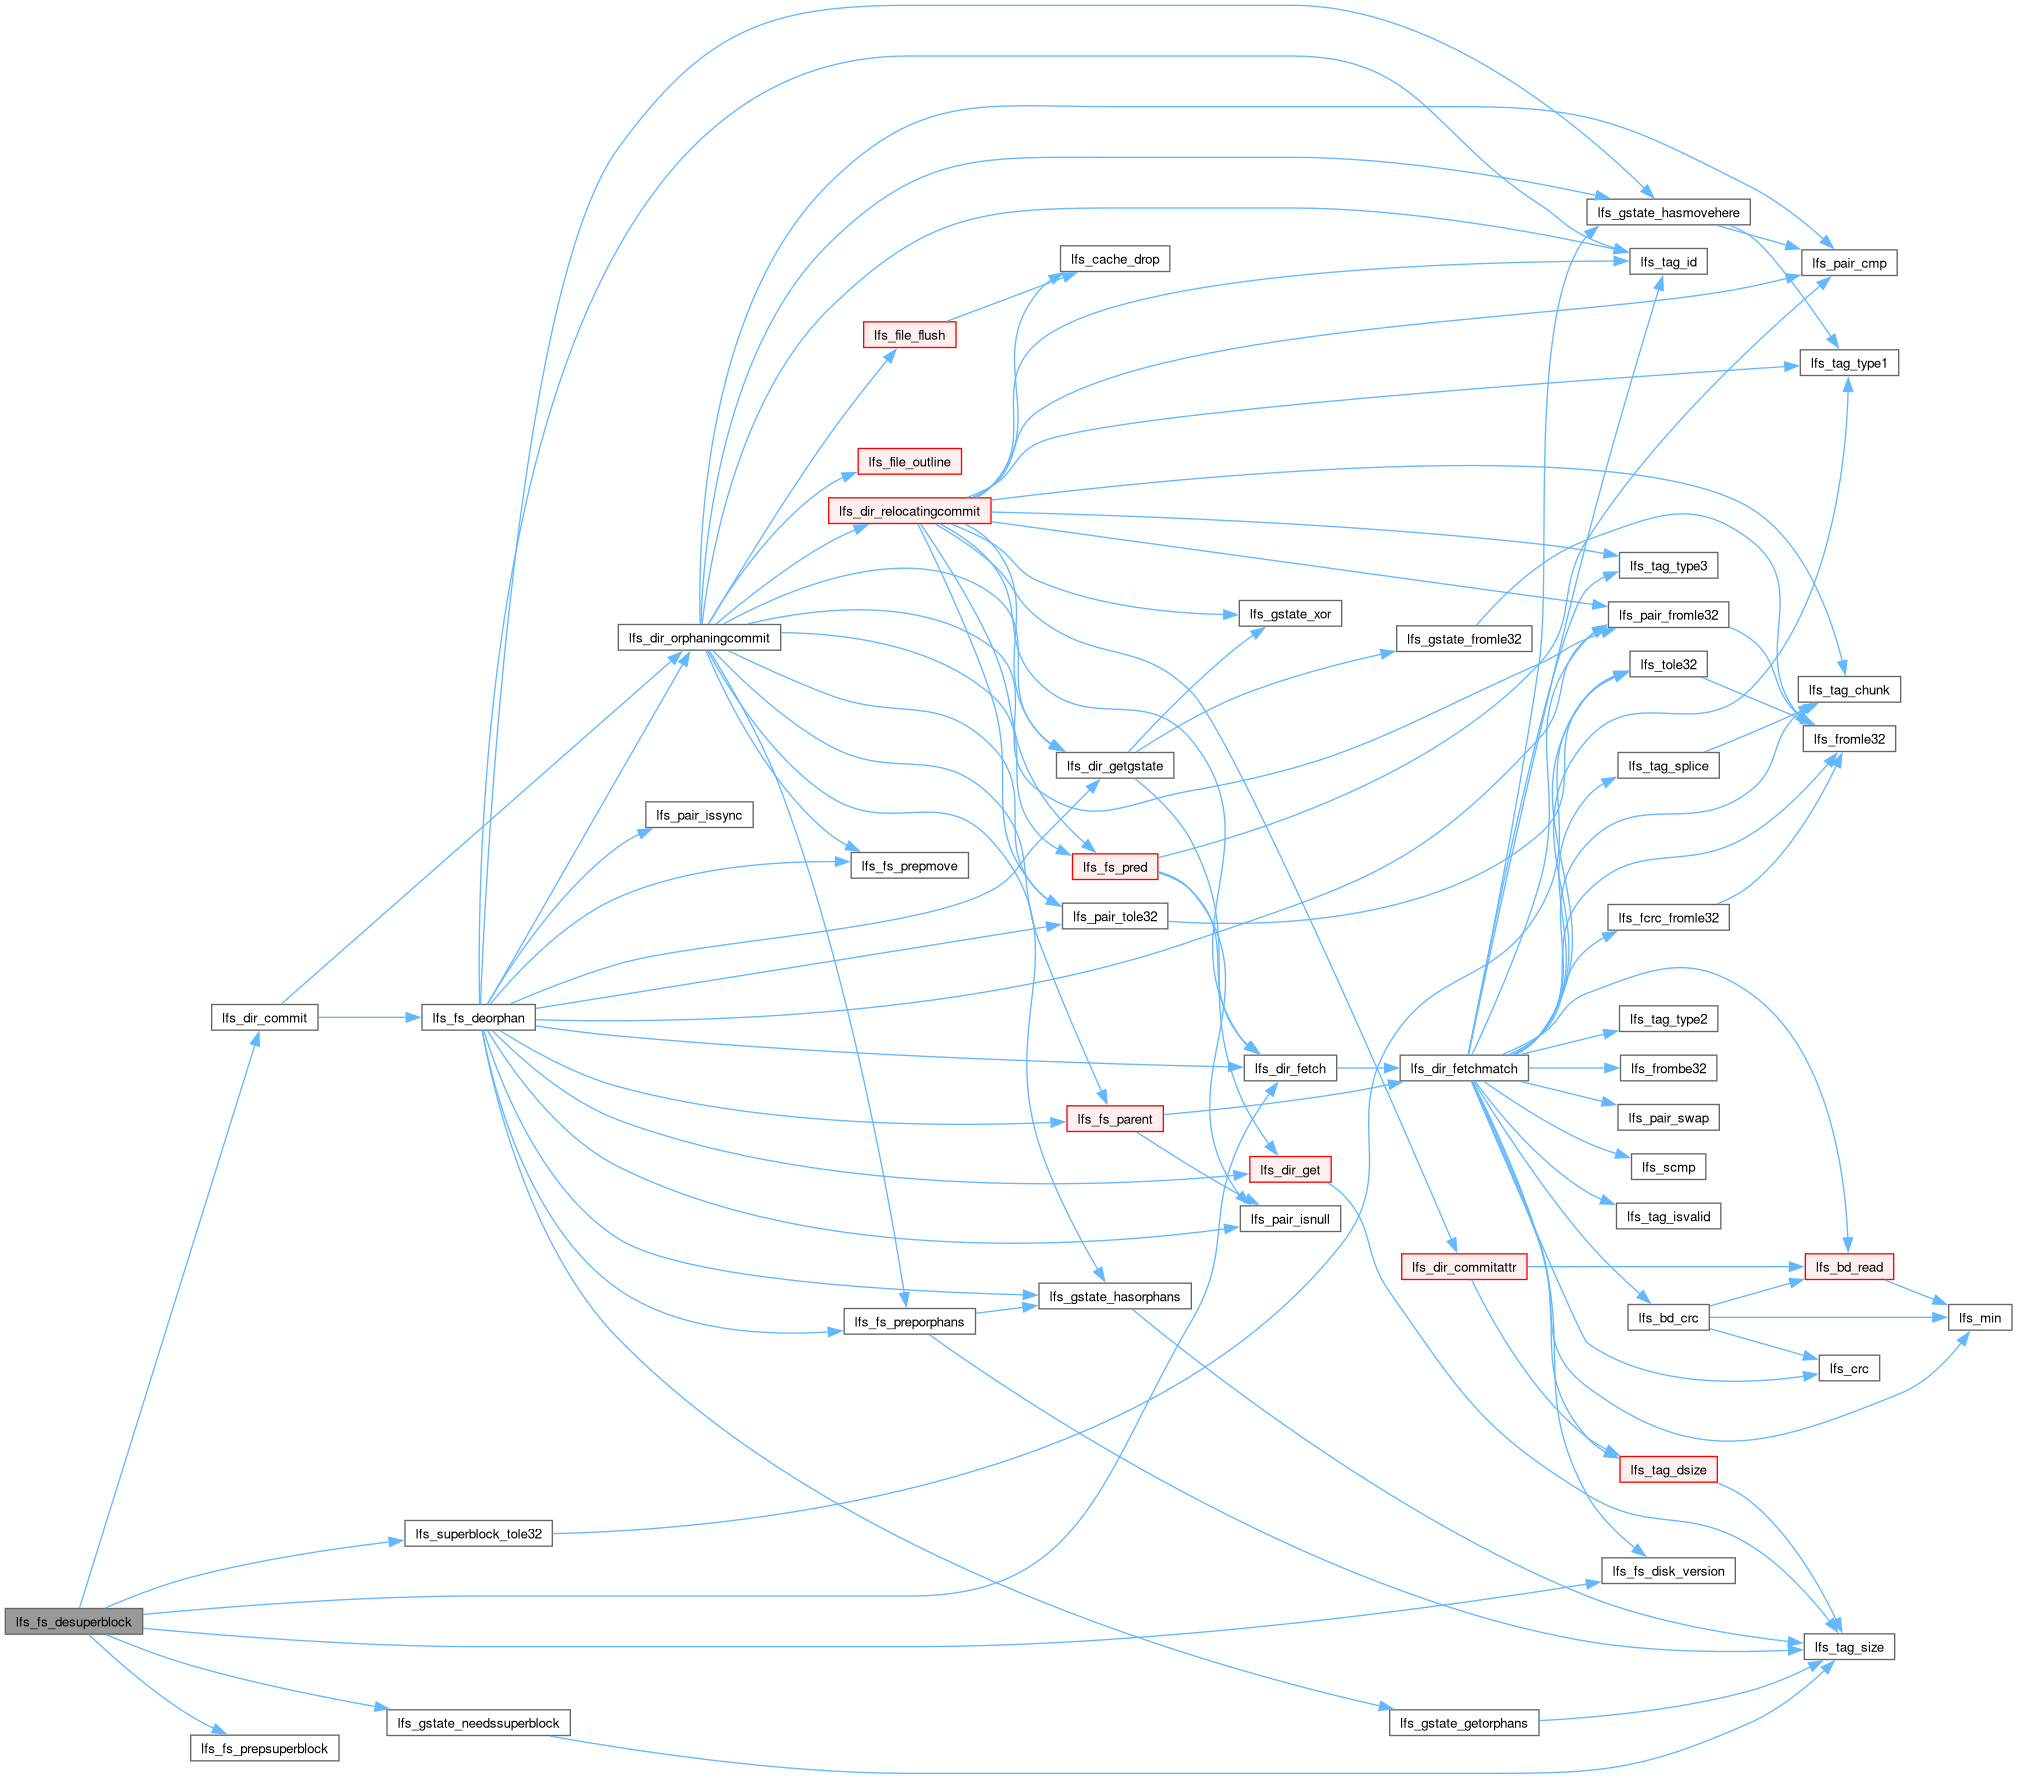 lfs_gstate_hasmovehere
lfs_cache_drop
lfs_tag_id
lfs_pair_cmp
lfs_file_flush
lfs_tag_type1
lfs_file_outline
lfs_dir_relocatingcommit
lfs_tag_type3
lfs_gstate_xor
lfs_pair_fromle32
lfs_dir_orphaningcommit
lfs_gstate_fromle32
lfs_tole32
lfs_tag_chunk
lfs_fromle32
lfs_dir_getgstate
lfs_tag_splice
lfs_pair_issync
lfs_fs_prepmove
lfs_fs_pred
lfs_pair_tole32
lfs_fcrc_fromle32
lfs_dir_commit
lfs_fs_deorphan
lfs_tag_type2
lfs_dir_fetch
lfs_dir_fetchmatch
lfs_frombe32
lfs_fs_parent
lfs_pair_swap
lfs_dir_get
lfs_scmp
lfs_pair_isnull
lfs_tag_isvalid
lfs_dir_commitattr
lfs_bd_read
lfs_gstate_hasorphans
lfs_fs_preporphans
lfs_bd_crc
lfs_min
lfs_crc
lfs_tag_dsize
lfs_superblock_tole32
lfs_fs_disk_version
lfs_fs_desuperblock
lfs_tag_size
lfs_gstate_needssuperblock
lfs_gstate_getorphans
lfs_fs_prepsuperblock